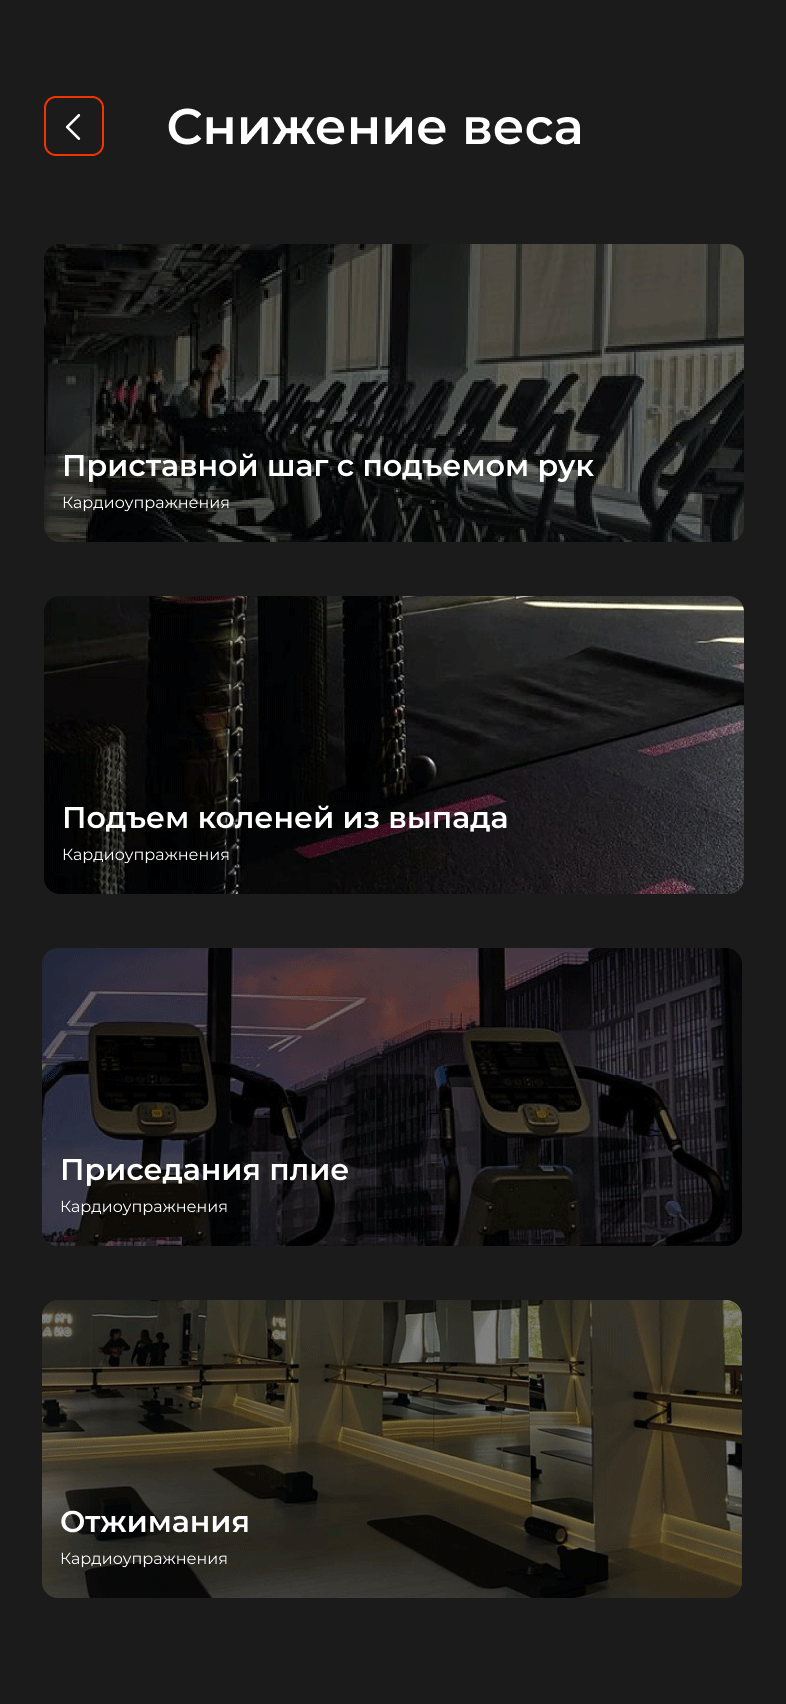 Снижение веса
Приставной шаг с подъемом рук
Кардиоупражнения
Подъем коленей из выпада
Кардиоупражнения
Приседания плие
Кардиоупражнения
Отжимания
Кардиоупражнения